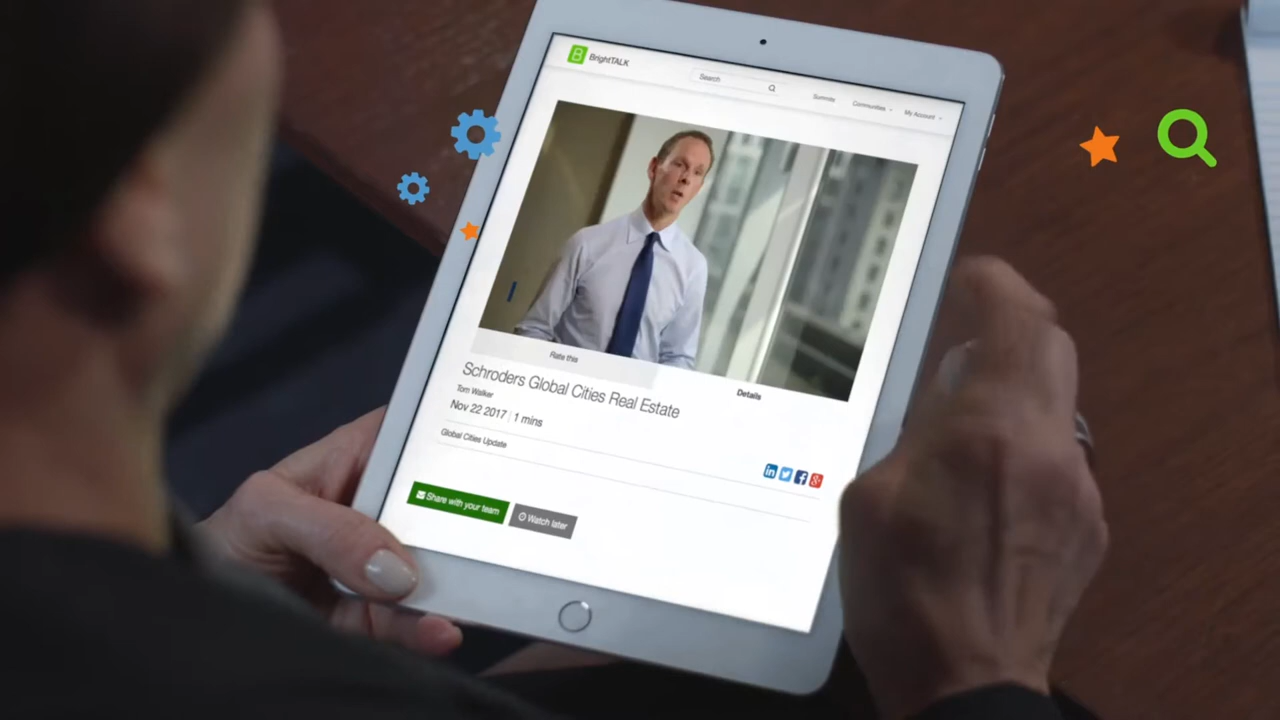 BrightTALK
Search
Summits
Communities
My Account
Rate this
Details
Schroders Global Cities Real Estate
Tom Walker
Nov 22 2017 | 1 mins
Global Cities Update
in
f
g+
Share with your team
Watch later